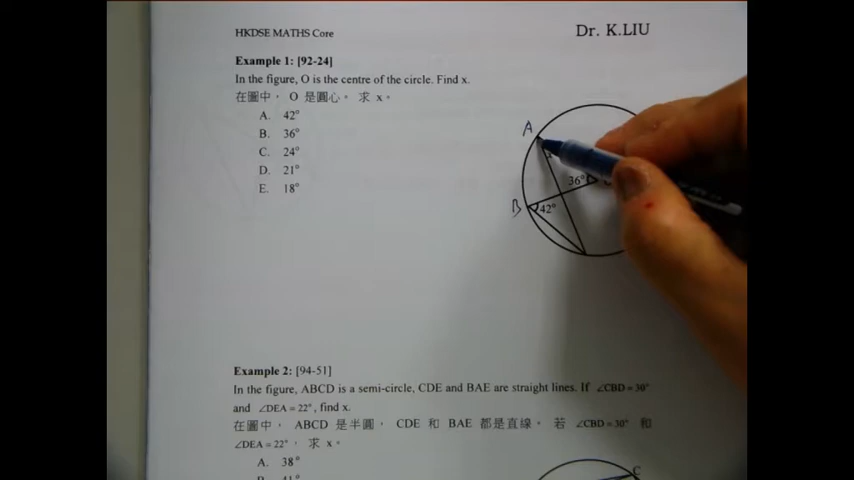 HKDSE MATHS Core
Dr. K.LIU
Example 1: [92-24]
In the figure, O is the centre of the circle. Find x.
在圖中， O 是圓心。 求 x。
A. 42°
B. 36°
C. 24°
D. 21°
E. 18°
A
36°
B
42°
Example 2: [94-51]
In the figure, ABCD is a semi-circle, CDE and BAE are straight lines. If ∠CBD = 30°
and ∠DEA = 22°, find x.
在圖中， ABCD 是半圓， CDE 和 BAE 都是直線。 若 ∠CBD = 30° 和
∠DEA = 22°， 求 x。
A. 38°
C